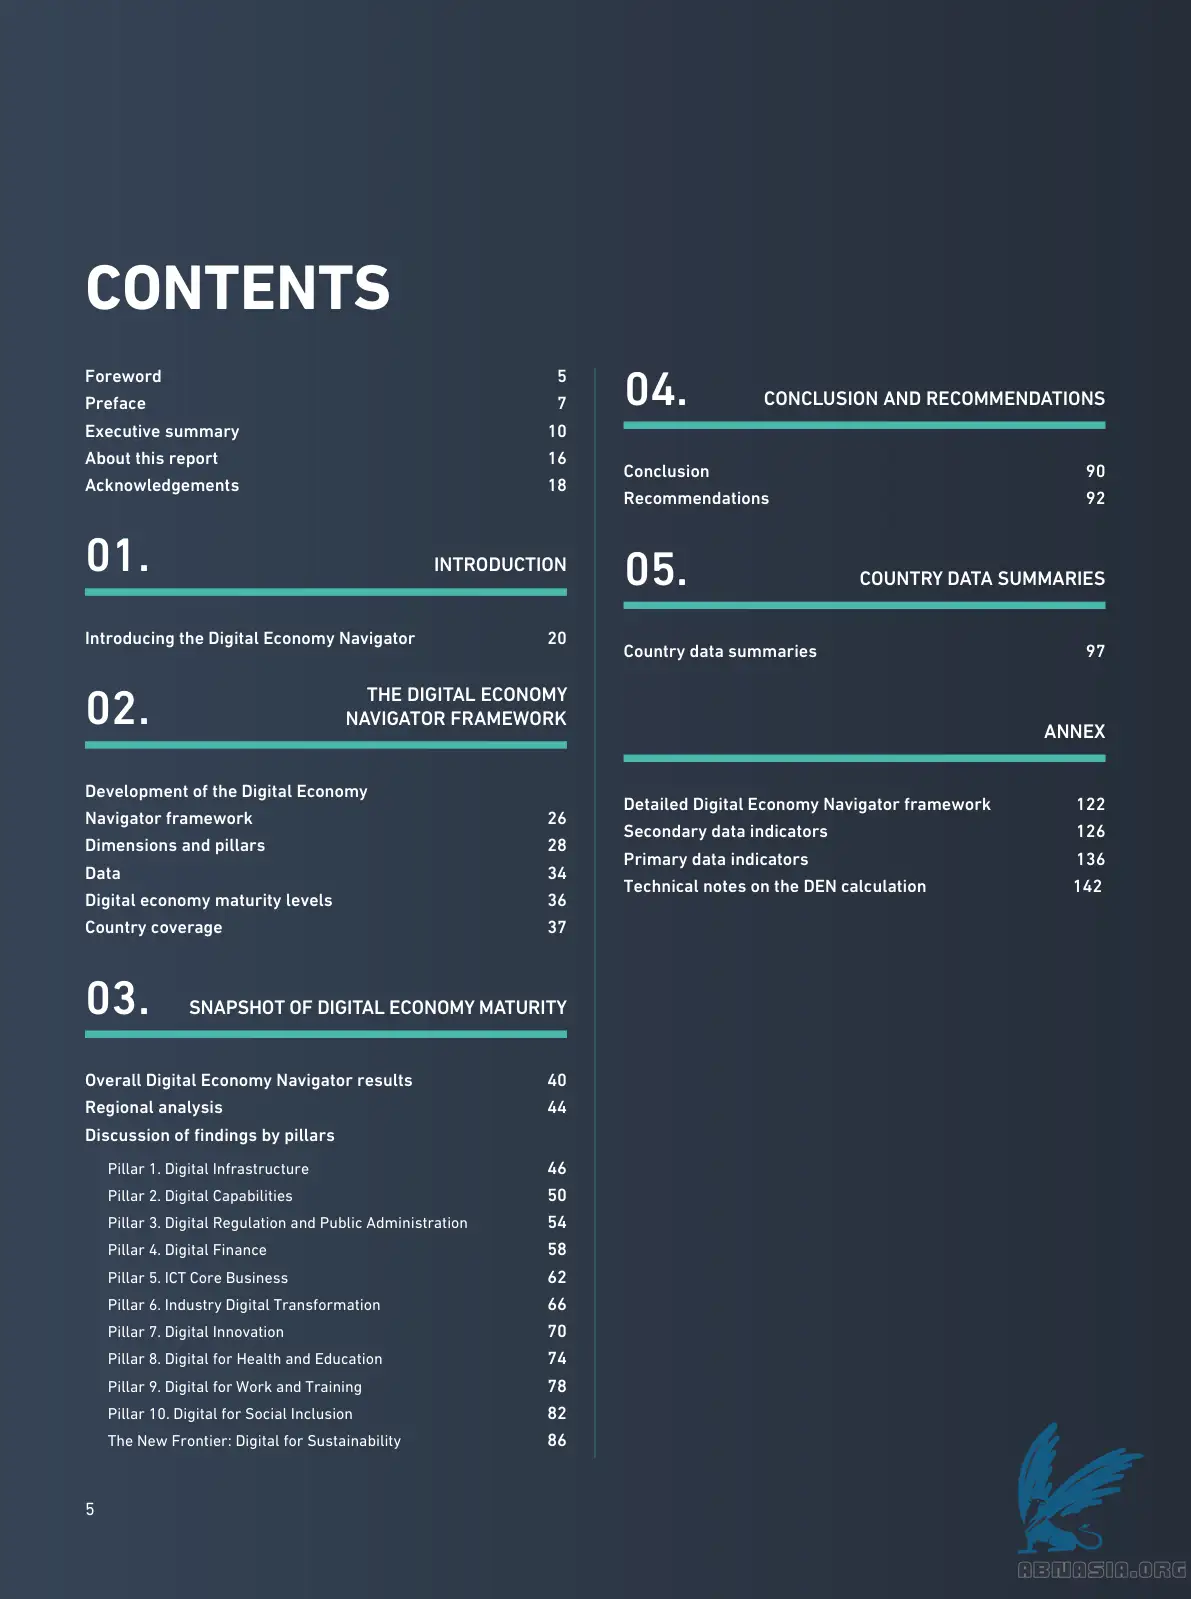 CONTENTS
Foreword 5
Preface 7
Executive summary 10
About this report 16
Acknowledgements 18
01. INTRODUCTION
Introducing the Digital Economy Navigator 20
02. THE DIGITAL ECONOMY
NAVIGATOR FRAMEWORK
Development of the Digital Economy
Navigator framework 26
Dimensions and pillars 28
Data 34
Digital economy maturity levels 36
Country coverage 37
03. SNAPSHOT OF DIGITAL ECONOMY MATURITY
Overall Digital Economy Navigator results 40
Regional analysis 44
Discussion of findings by pillars
Pillar 1. Digital Infrastructure 46
Pillar 2. Digital Capabilities 50
Pillar 3. Digital Regulation and Public Administration 54
Pillar 4. Digital Finance 58
Pillar 5. ICT Core Business 62
Pillar 6. Industry Digital Transformation 66
Pillar 7. Digital Innovation 70
Pillar 8. Digital for Health and Education 74
Pillar 9. Digital for Work and Training 78
Pillar 10. Digital for Social Inclusion 82
The New Frontier: Digital for Sustainability 86
04. CONCLUSION AND RECOMMENDATIONS
Conclusion 90
Recommendations 92
05. COUNTRY DATA SUMMARIES
Country data summaries 97
ANNEX
Detailed Digital Economy Navigator framework 122
Secondary data indicators 126
Primary data indicators 136
Technical notes on the DEN calculation 142
5
ABNASIA.ORG